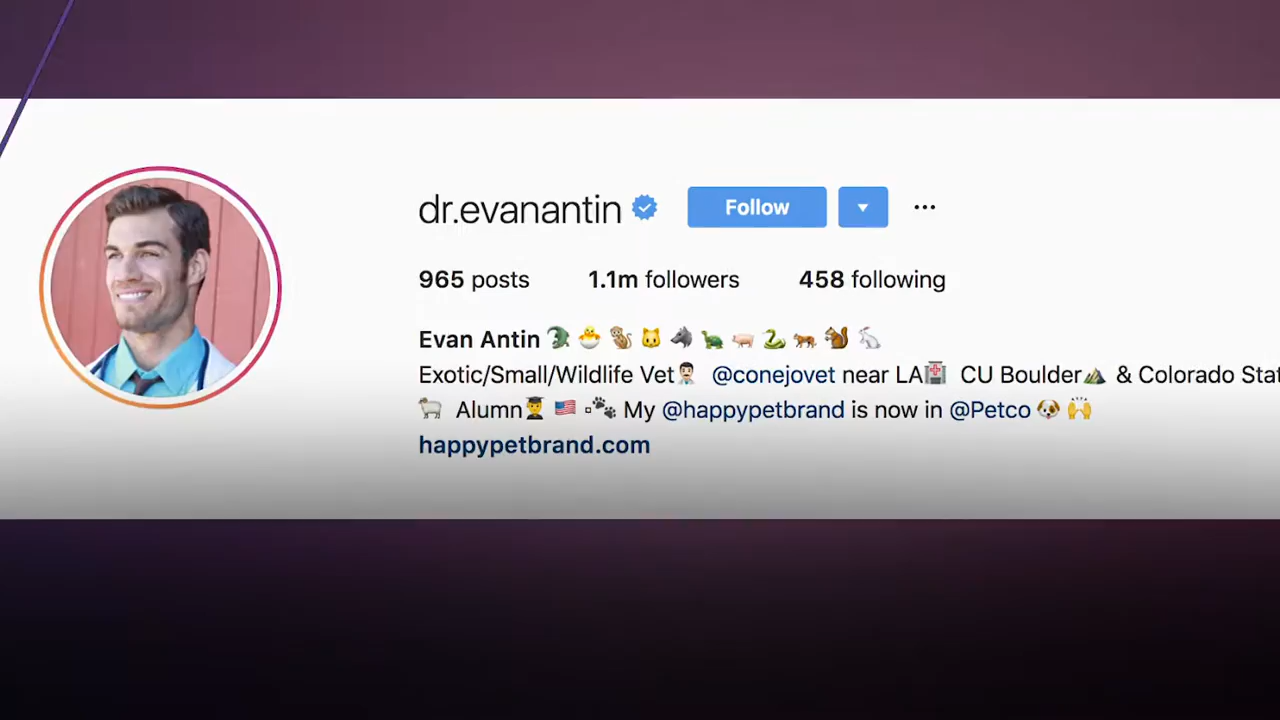 dr.evanantin Follow ...
965 posts 1.1m followers 458 following
Evan Antin 🐊 🐣 🐒 🐱 🐺 🐢 🐖 🐍 🐅 🐿 🐇
Exotic/Small/Wildlife Vet👨🏻‍⚕️ @conejovet near LA🏥 CU Boulder⛰ & Colorado Stat
🐏 Alumn👨‍🎓 🇺🇸 ▫🐾 My @happypetbrand is now in @Petco 🐶 🙌
happypetbrand.com